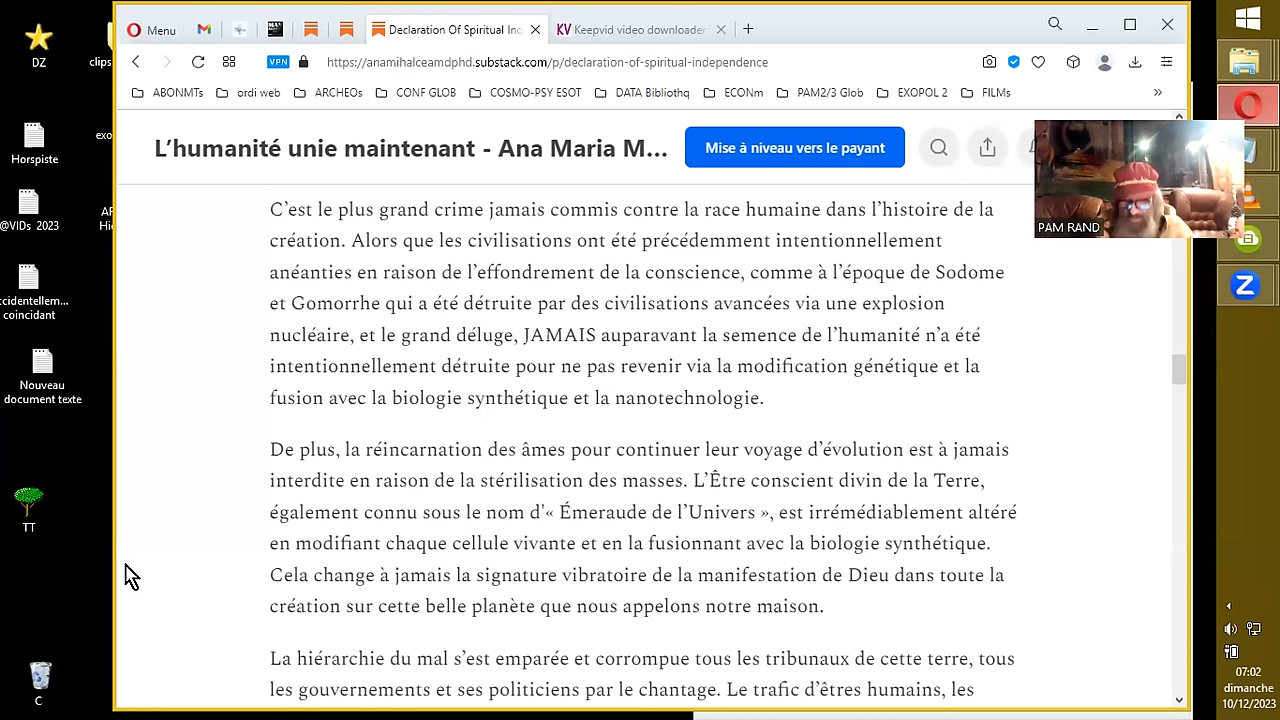 DZ
clips
Horspiste
exo
@VIDs 2023
ccidentellem...
coincidant
Nouveau
document texte
TT
C
Menu
Declaration Of Spiritual Ind
KV Keepvid video downloader
VPN
https://anamihalceamdphd.substack.com/p/declaration-of-spiritual-independence
ABONMTs ordi web ARCHEOs CONF GLOB COSMO-PSY ESOT DATA Bibliothq ECONm PAM2/3 Glob EXOPOL 2 FILMs »
L’humanité unie maintenant - Ana Maria M...
Mise à niveau vers le payant
PAM RAND
C’est le plus grand crime jamais commis contre la race humaine dans l’histoire de la
création. Alors que les civilisations ont été précédemment intentionnellement
anéanties en raison de l’effondrement de la conscience, comme à l’époque de Sodome
et Gomorrhe qui a été détruite par des civilisations avancées via une explosion
nucléaire, et le grand déluge, JAMAIS auparavant la semence de l’humanité n’a été
intentionnellement détruite pour ne pas revenir via la modification génétique et la
fusion avec la biologie synthétique et la nanotechnologie.
De plus, la réincarnation des âmes pour continuer leur voyage d’évolution est à jamais
interdite en raison de la stérilisation des masses. L’Être conscient divin de la Terre,
également connu sous le nom d'« Émeraude de l’Univers », est irrémédiablement altéré
en modifiant chaque cellule vivante et en la fusionnant avec la biologie synthétique.
Cela change à jamais la signature vibratoire de la manifestation de Dieu dans toute la
création sur cette belle planète que nous appelons notre maison.
La hiérarchie du mal s’est emparée et corrompue tous les tribunaux de cette terre, tous
les gouvernements et ses politiciens par le chantage. Le trafic d’êtres humains, les
07:02
dimanche
10/12/2023